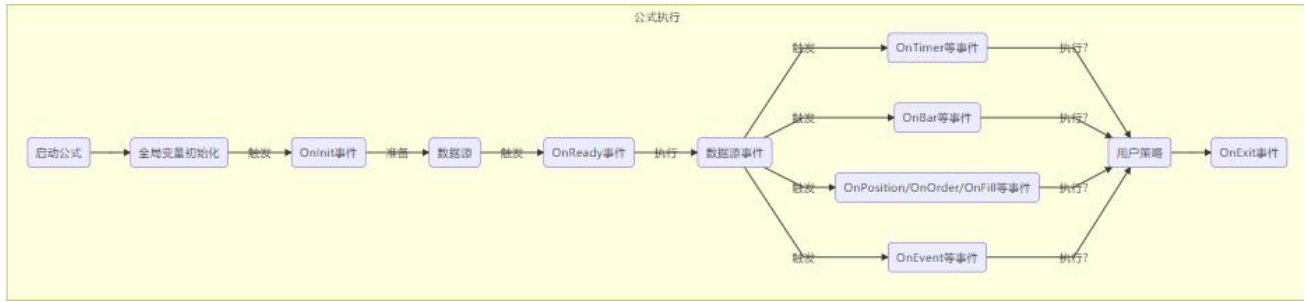 公式执行
触发 OnTimer等事件 执行?
触发 OnBar等事件 执行?
启动公式 全局变量初始化 触发 OnInit事件 准备 数据源 触发 OnReady事件 执行 数据源事件 用户策略 OnExit事件
触发 OnPosition/OnOrder/OnFill等事件 执行?
触发 OnEvent等事件 执行?